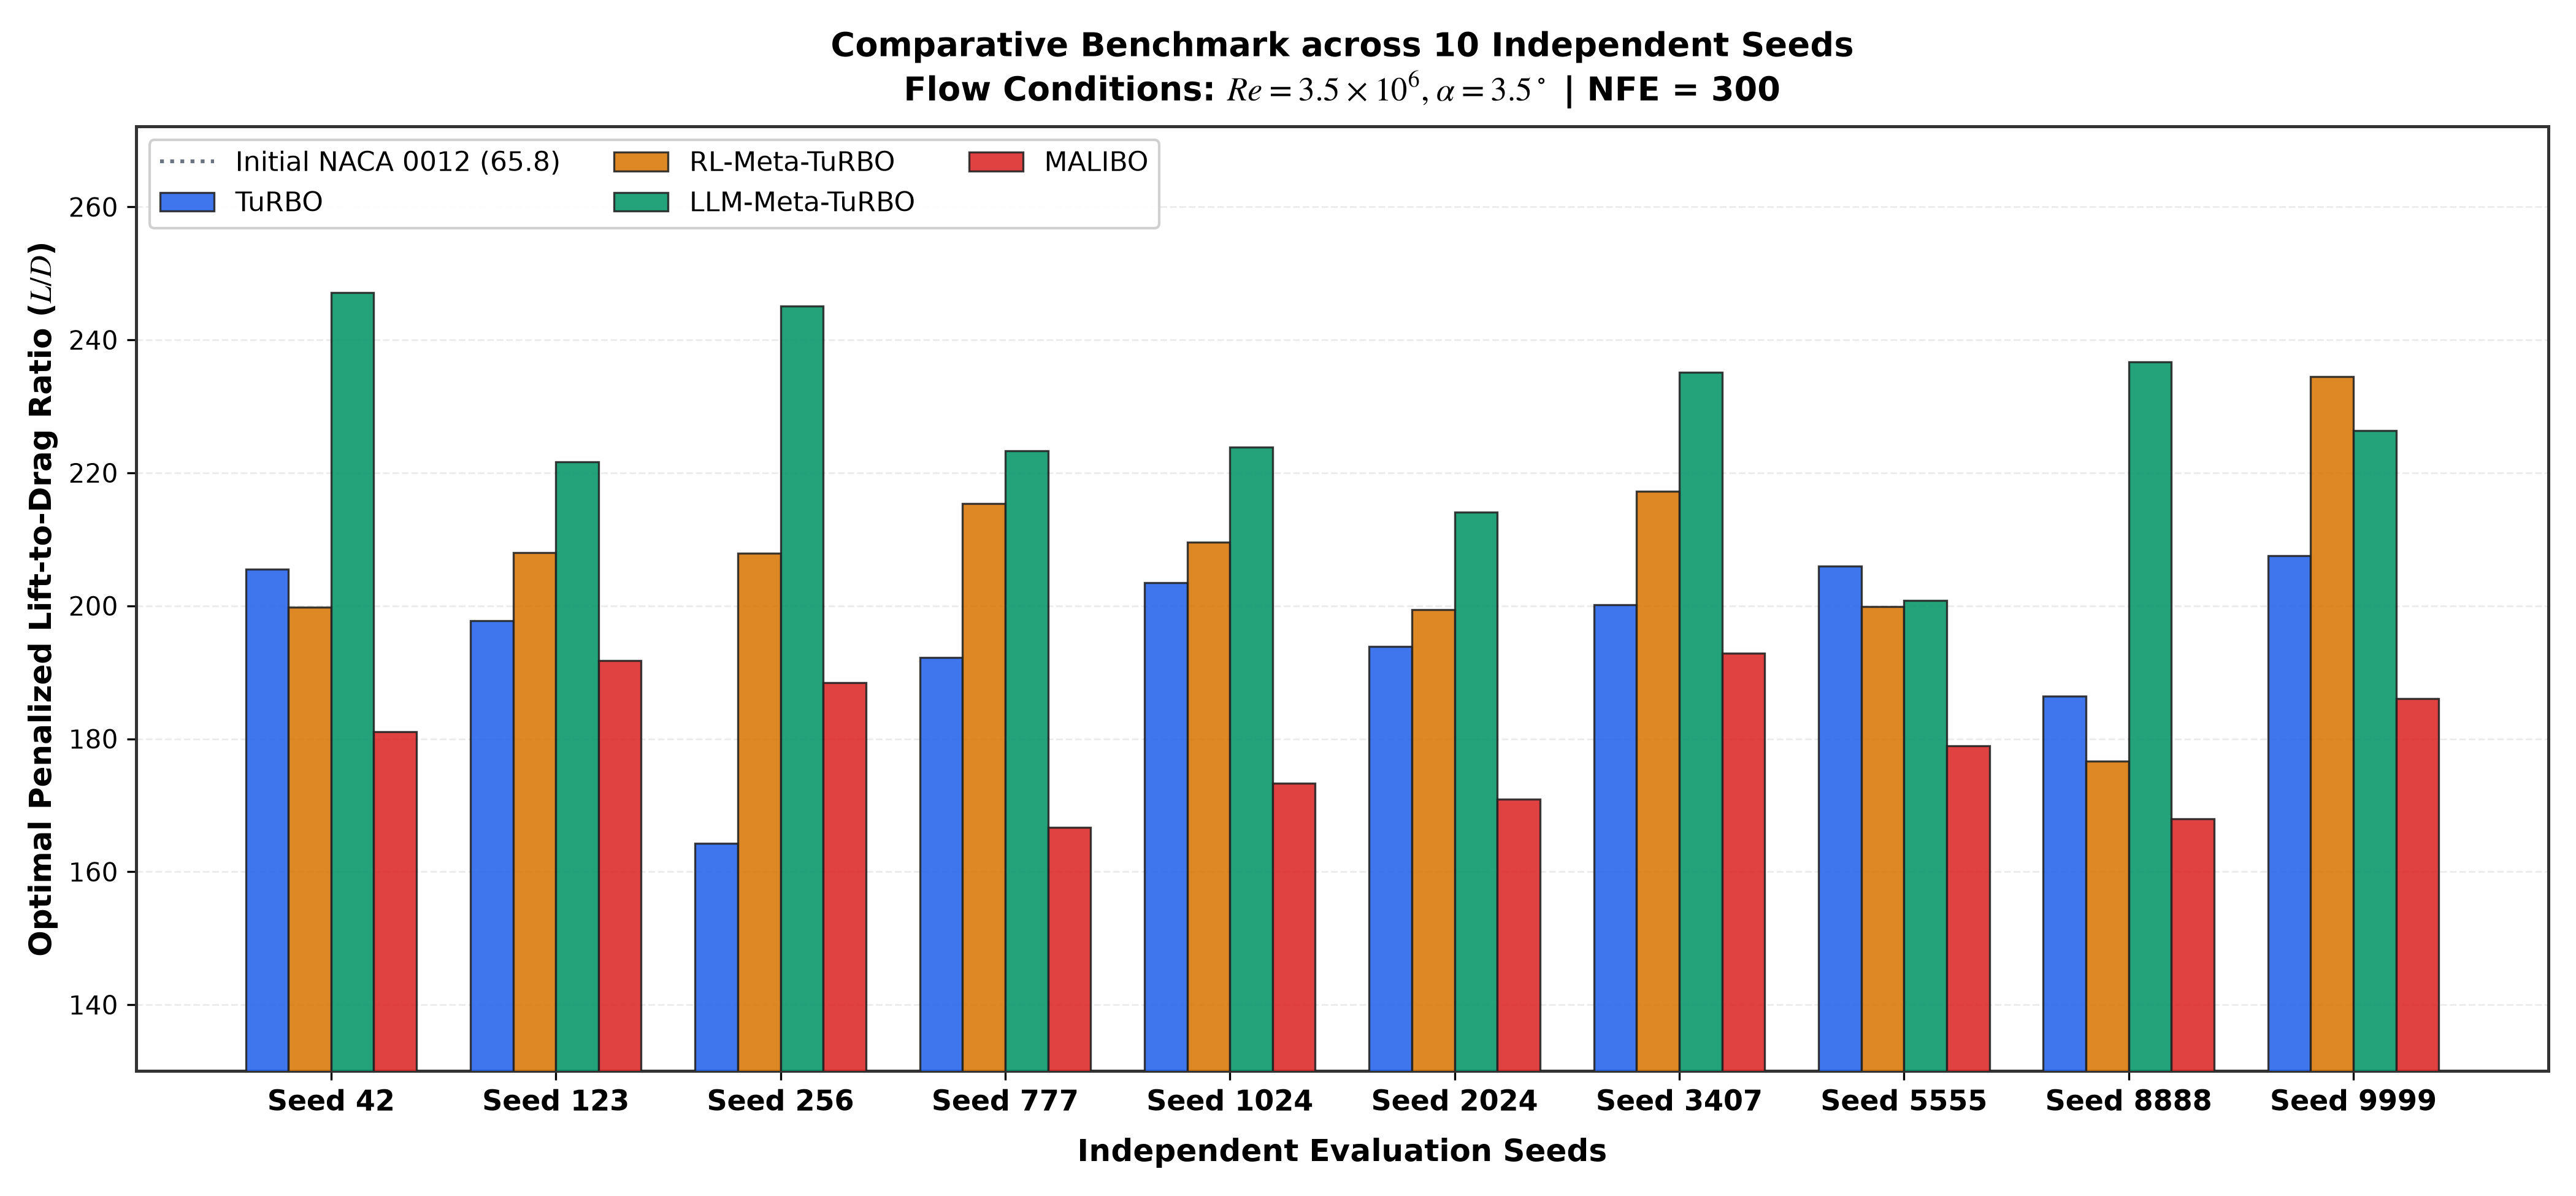 Comparative Benchmark across 10 Independent Seeds
Flow Conditions: Re = 3.5 × 10⁶, α = 3.5° | NFE = 300
Initial NACA 0012 (65.8)
TuRBO
RL-Meta-TuRBO
LLM-Meta-TuRBO
MALIBO
Optimal Penalized Lift-to-Drag Ratio (L/D)
260
240
220
200
180
160
140
Seed 42
Seed 123
Seed 256
Seed 777
Seed 1024
Seed 2024
Seed 3407
Seed 5555
Seed 8888
Seed 9999
Independent Evaluation Seeds